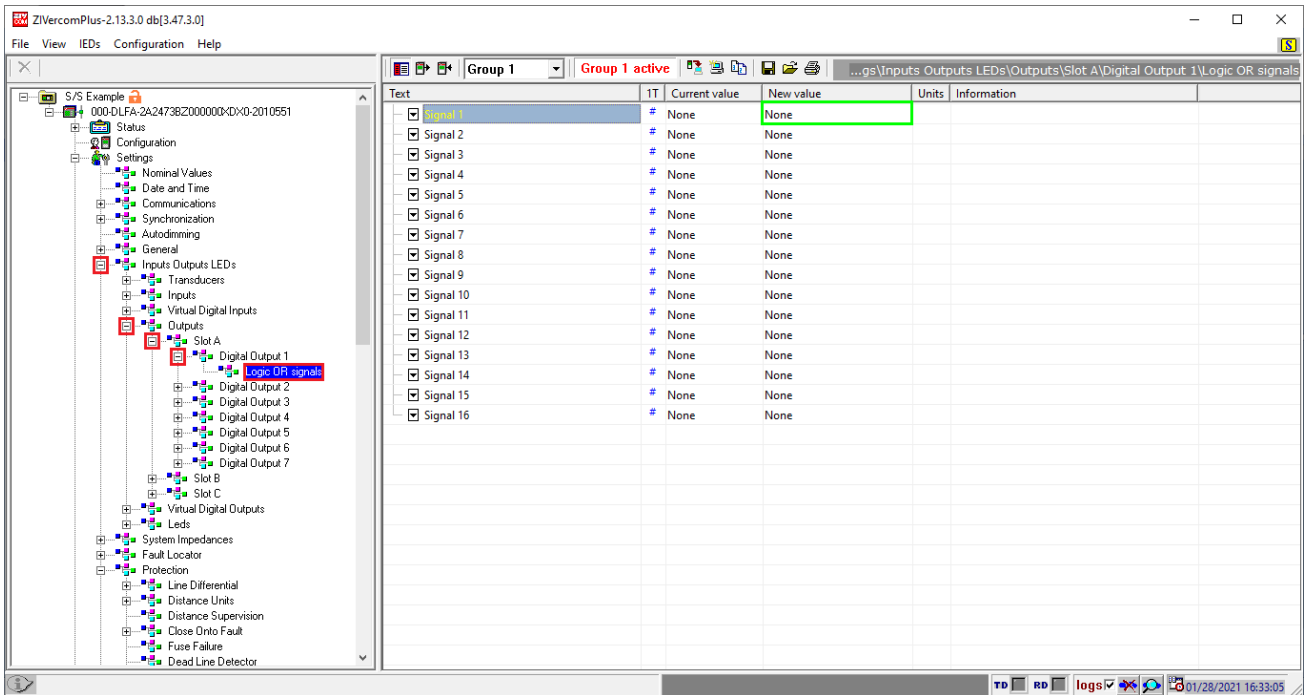 ZIVercomPlus-2.13.3.0 db[3.47.3.0]
File View IEDs Configuration Help
S
Group 1
Group 1 active
...gs\Inputs Outputs LEDs\Outputs\Slot A\Digital Output 1\Logic OR signals
S/S Example
000-DLFA-2A2473BZ000000XDX0-2010551
Status
Configuration
Settings
Nominal Values
Date and Time
Communications
Synchronization
Autodimming
General
Inputs Outputs LEDs
Transducers
Inputs
Virtual Digital Inputs
Outputs
Slot A
Digital Output 1
Logic OR signals
Digital Output 2
Digital Output 3
Digital Output 4
Digital Output 5
Digital Output 6
Digital Output 7
Slot B
Slot C
Virtual Digital Outputs
Leds
System Impedances
Fault Locator
Protection
Line Differential
Distance Units
Distance Supervision
Close Onto Fault
Fuse Failure
Dead Line Detector
Text 1T Current value New value Units Information
Signal 1 # None None
Signal 2 # None None
Signal 3 # None None
Signal 4 # None None
Signal 5 # None None
Signal 6 # None None
Signal 7 # None None
Signal 8 # None None
Signal 9 # None None
Signal 10 # None None
Signal 11 # None None
Signal 12 # None None
Signal 13 # None None
Signal 14 # None None
Signal 15 # None None
Signal 16 # None None
TD RD logs 01/28/2021 16:33:05